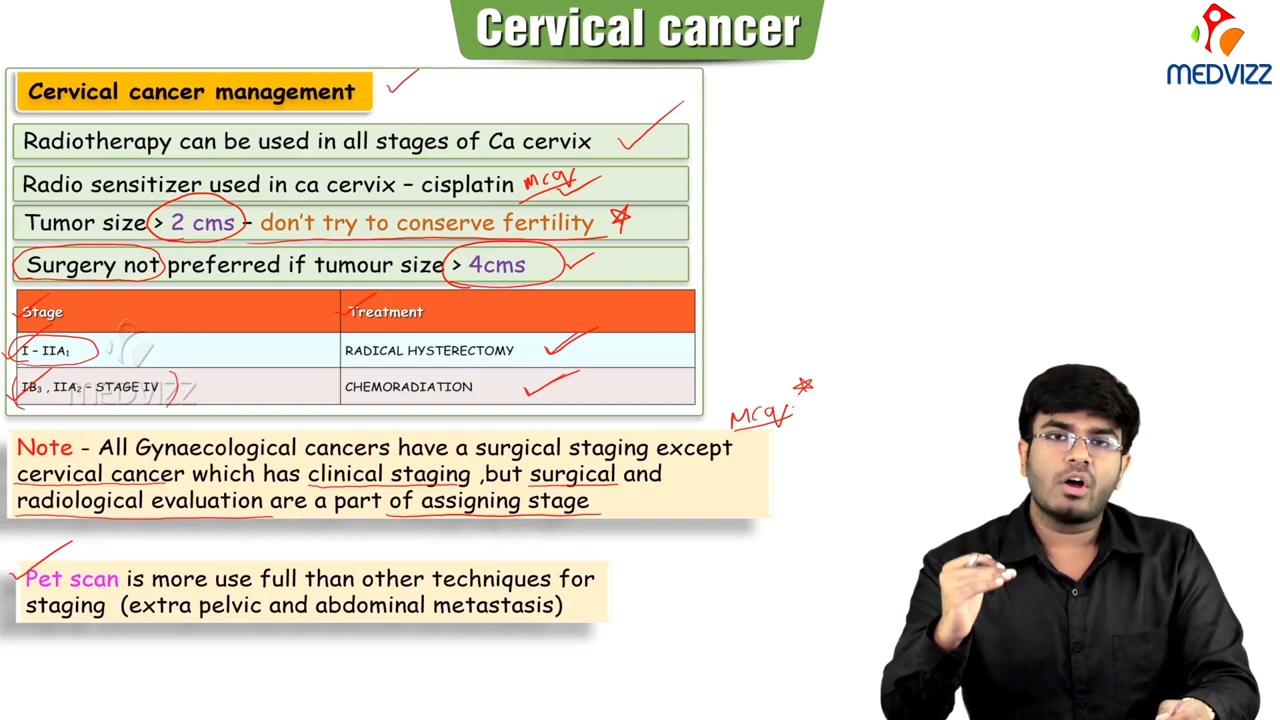 Cervical cancer
MEDVIZZ
Cervical cancer management
Radiotherapy can be used in all stages of Ca cervix
Radio sensitizer used in ca cervix – cisplatin mcq
Tumor size > 2 cms – don't try to conserve fertility
Surgery not preferred if tumour size > 4cms
Stage Treatment
I – IIA₁ RADICAL HYSTERECTOMY
IB₃ , IIA₂ – STAGE IV CHEMORADIATION
MEDVIZZ
mcq
Note - All Gynaecological cancers have a surgical staging except
cervical cancer which has clinical staging ,but surgical and
radiological evaluation are a part of assigning stage
Pet scan is more use full than other techniques for
staging (extra pelvic and abdominal metastasis)